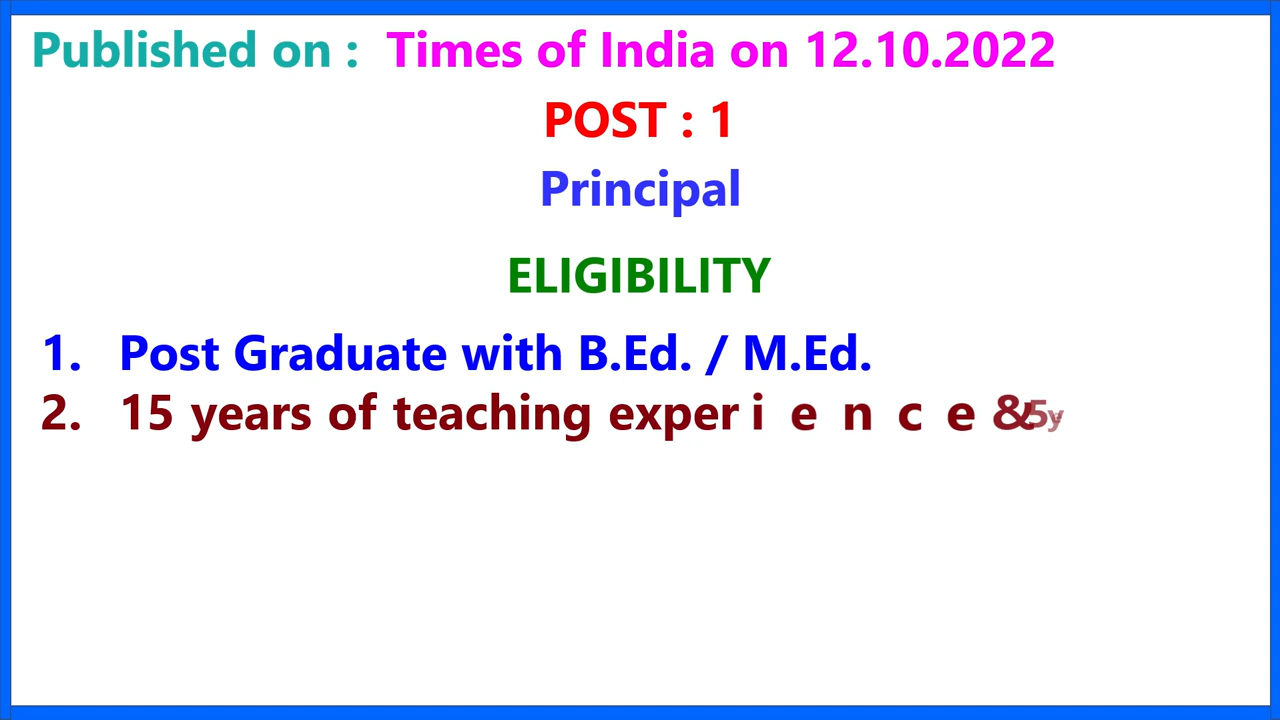 Published on : Times of India on 12.10.2022
POST : 1
Principal
ELIGIBILITY
1. Post Graduate with B.Ed. / M.Ed.
2. 15 years of teaching experience & 5 y